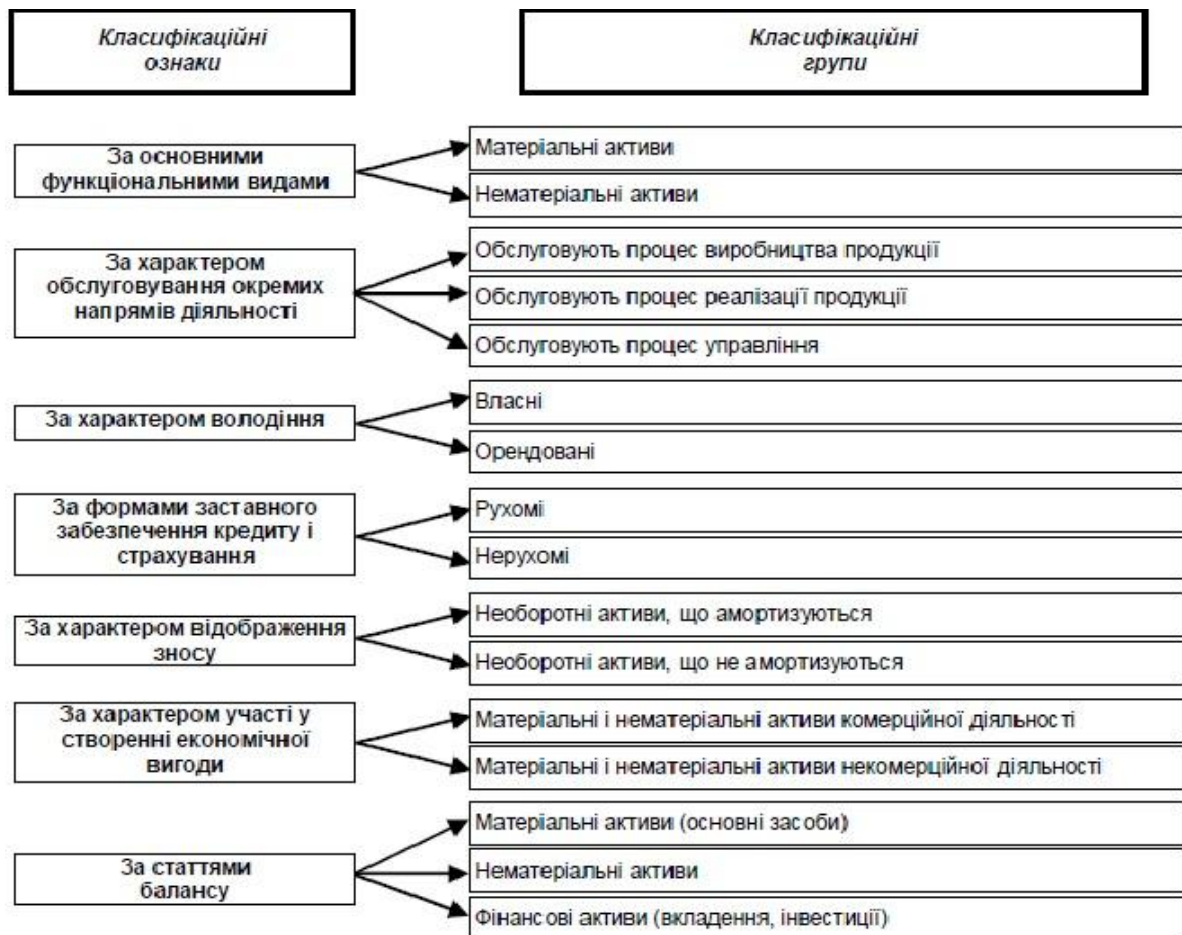 Класифікаційні
ознаки
Класифікаційні
групи
За основними
функціональними видами
Матеріальні активи
Нематеріальні активи
За характером
обслуговування окремих
напрямів діяльності
Обслуговують процес виробництва продукції
Обслуговують процес реалізації продукції
Обслуговують процес управління
За характером володіння
Власні
Орендовані
За формами заставного
забезпечення кредиту і
страхування
Рухомі
Нерухомі
За характером відображення
зносу
Необоротні активи, що амортизуються
Необоротні активи, що не амортизуються
За характером участі у
створенні економічної
вигоди
Матеріальні і нематеріальні активи комерційної діяльності
Матеріальні і нематеріальні активи некомерційної діяльності
За статтями
балансу
Матеріальні активи (основні засоби)
Нематеріальні активи
Фінансові активи (вкладення, інвестиції)